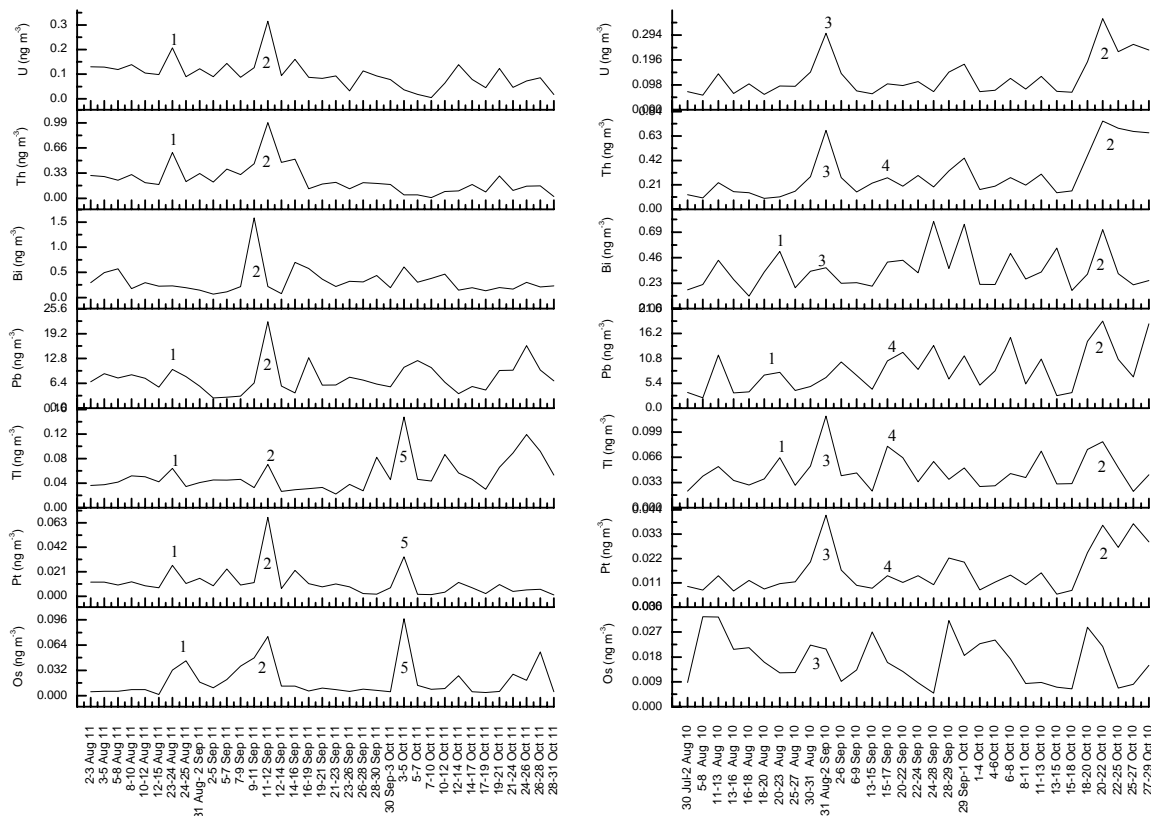 U (ng m-3)
0.3
0.2
0.1
0.0
1
2
Th (ng m-3)
0.99
0.66
0.33
0.00
1
2
Bi (ng m-3)
1.5
1.0
0.5
0.0
2
Pb (ng m-3)
25.6
19.2
12.8
6.4
1
2
Tl (ng m-3)
0.12
0.08
0.04
0.00
1
2
5
Pt (ng m-3)
0.063
0.042
0.021
0.000
1
2
5
Os (ng m-3)
0.096
0.064
0.032
0.000
1
2
5
2-3 Aug 11
3-5 Aug 11
5-8 Aug 11
8-10 Aug 11
10-12 Aug 11
12-15 Aug 11
23-24 Aug 11
24-25 Aug 11
31 Aug- 2 Sep 11
2-5 Sep 11
5-7 Sep 11
7-9 Sep 11
9-11 Sep 11
11-12 Sep 11
12-14 Sep 11
14-16 Sep 11
16-19 Sep 11
19-21 Sep 11
21-23 Sep 11
23-26 Sep 11
26-28 Sep 11
28-30 Sep 11
30 Sep-3 Oct 11
3-5 Oct 11
5-7 Oct 11
7-10 Oct 11
10-12 Oct 11
12-14 Oct 11
14-17 Oct 11
17-19 Oct 11
19-21 Oct 11
21-24 Oct 11
24-26 Oct 11
26-28 Oct 11
28-31 Oct 11
U (ng m-3)
0.294
0.196
0.098
3
2
Th (ng m-3)
0.63
0.42
0.21
0.00
3
4
2
Bi (ng m-3)
0.69
0.46
0.23
1
3
2
Pb (ng m-3)
16.2
10.8
5.4
0.0
1
4
2
Tl (ng m-3)
0.099
0.066
0.033
1
3
4
2
Pt (ng m-3)
0.033
0.022
0.011
3
4
2
Os (ng m-3)
0.027
0.018
0.009
0.000
3
30 Jul-2 Aug 10
5-8 Aug 10
11-13 Aug 10
13-16 Aug 10
16-18 Aug 10
18-20 Aug 10
20-23 Aug 10
25-27 Aug 10
30-31 Aug 10
31 Aug-2 Sep 10
2-6 Sep 10
6-9 Sep 10
13-15 Sep 10
15-17 Sep 10
20-22 Sep 10
22-24 Sep 10
24-28 Sep 10
28-29 Sep 10
29 Sep-1 Oct 10
1-4 Oct 10
4-6Oct 10
6-8 Oct 10
8-11 Oct 10
11-13 Oct 10
13-15 Oct 10
15-18 Oct 10
18-20 Oct 10
20-22 Oct 10
22-25 Oct 10
25-27 Oct 10
27-29 Oct 10